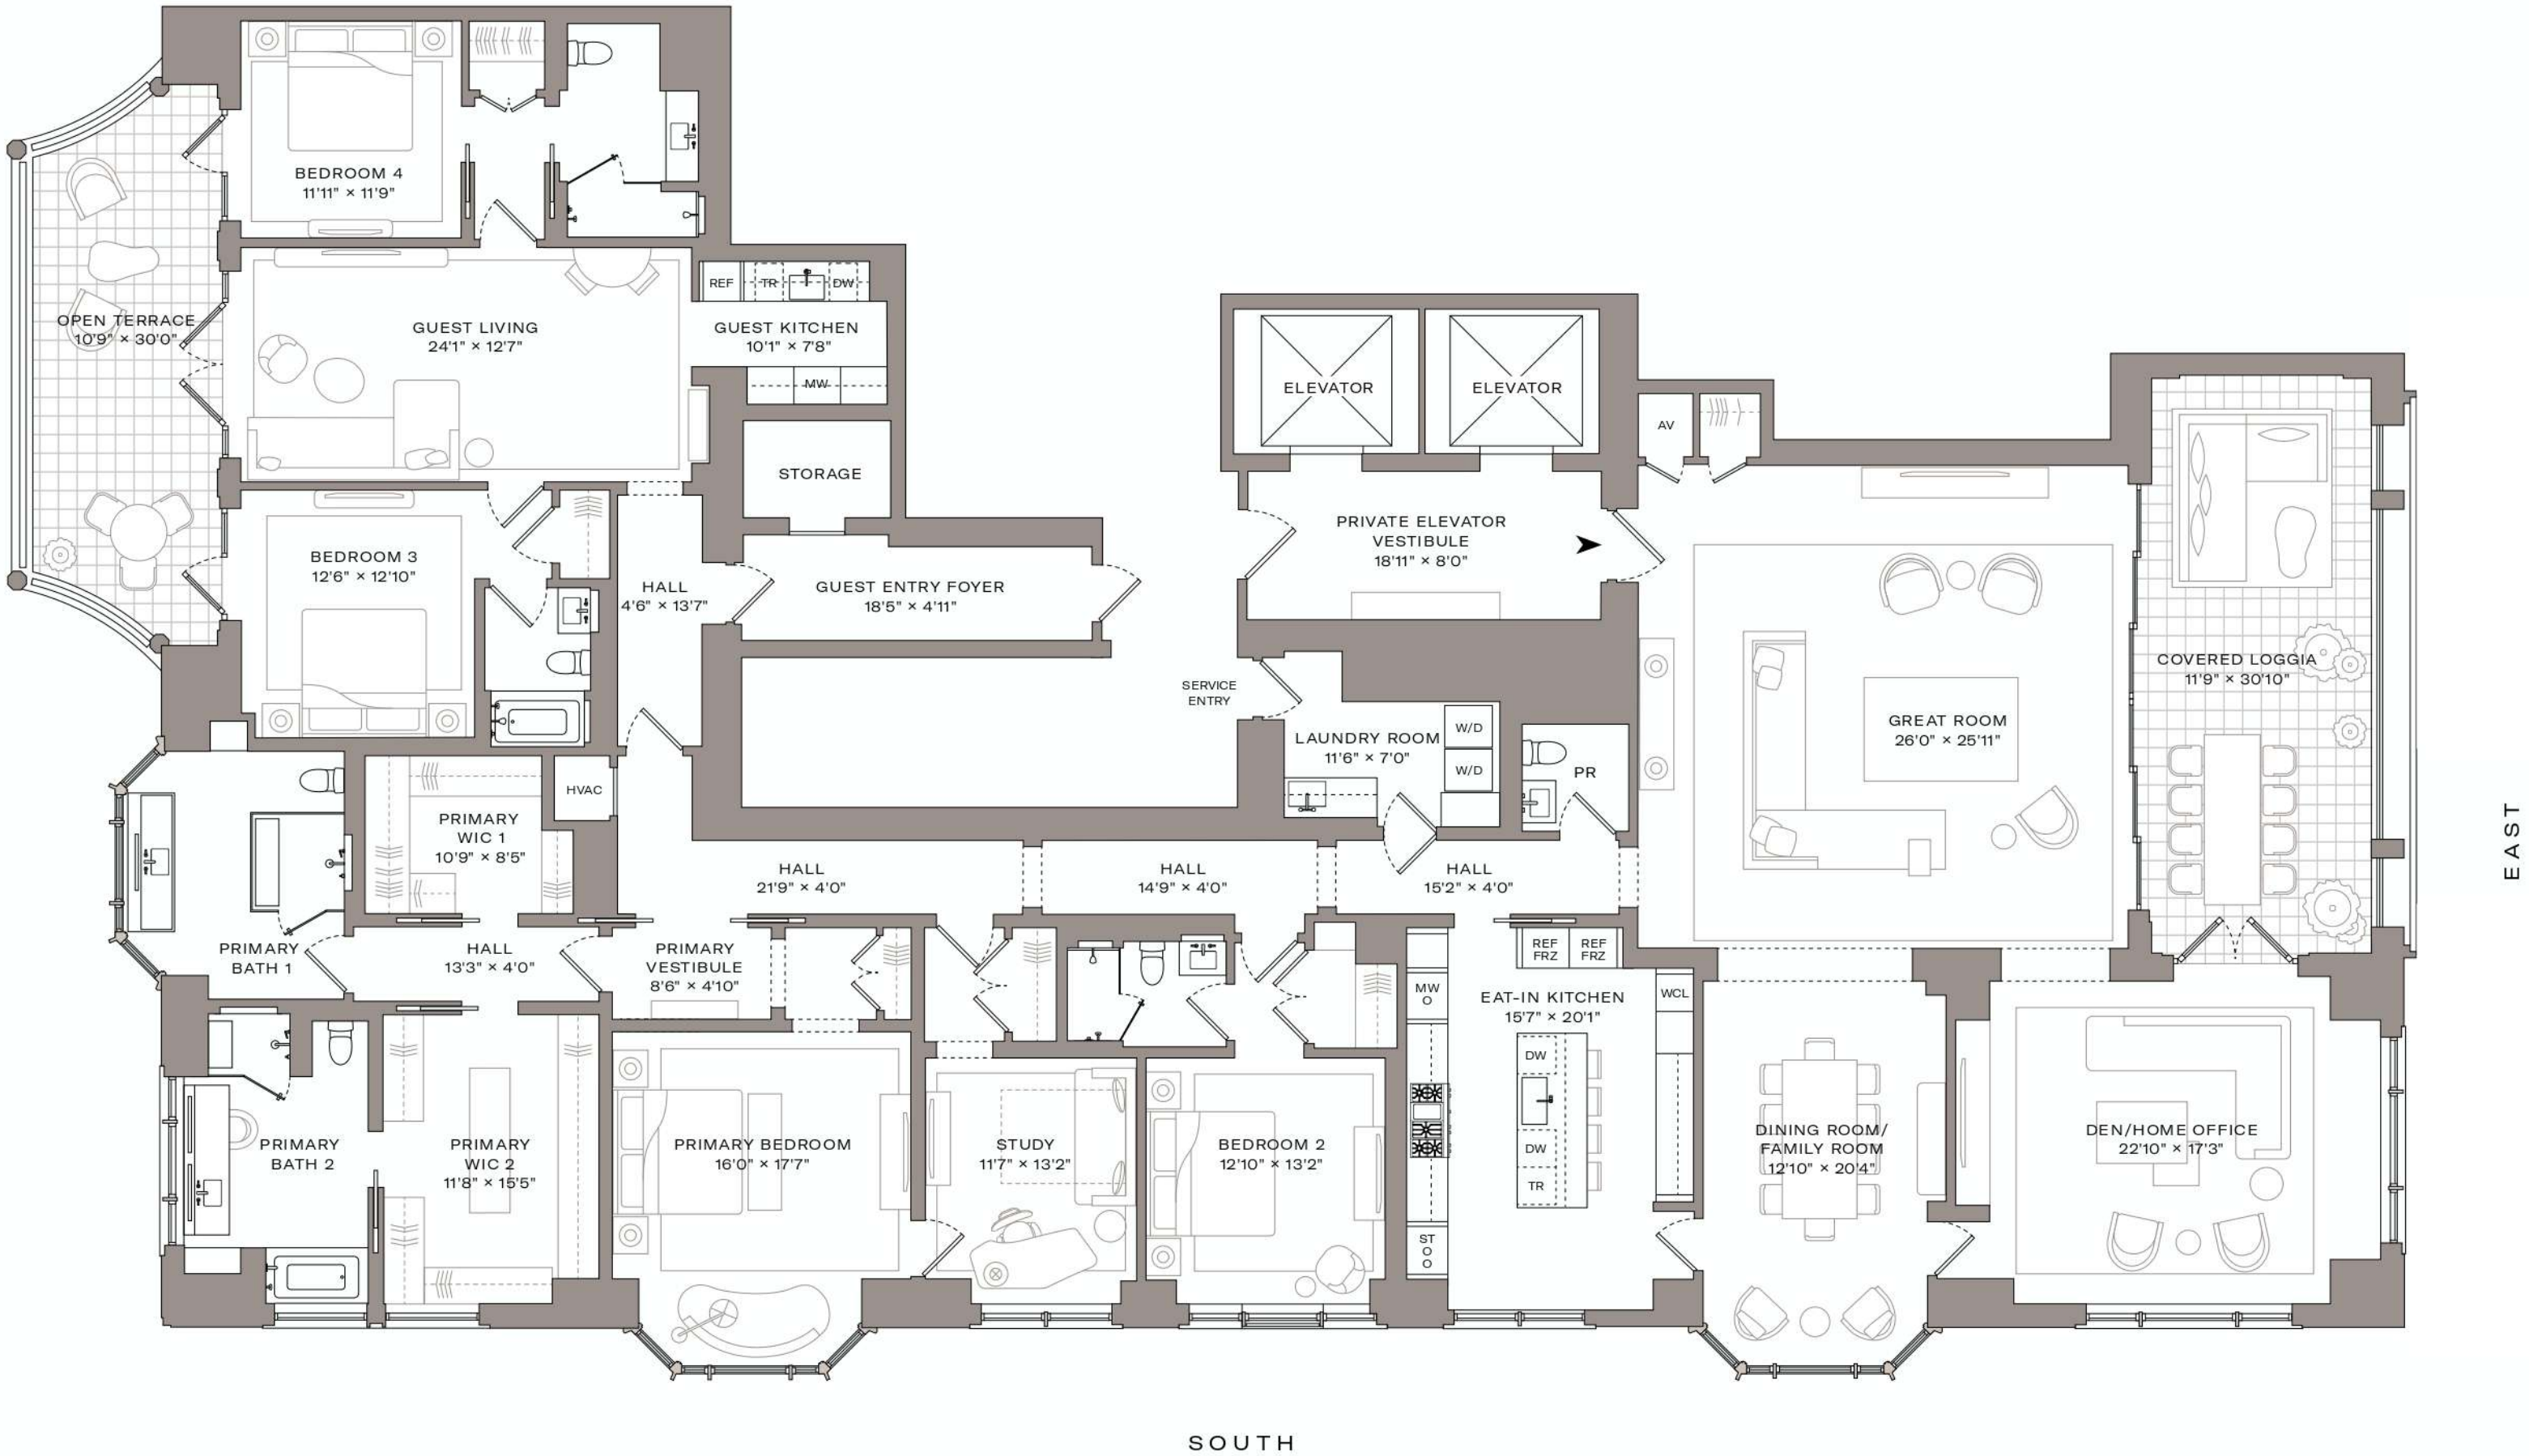 BEDROOM 4
11'11" × 11'9"
OPEN TERRACE
10'9" × 30'0"
GUEST LIVING
24'1" × 12'7"
REF
TR
DW
GUEST KITCHEN
10'1" × 7'8"
MW
STORAGE
BEDROOM 3
12'6" × 12'10"
HALL
4'6" × 13'7"
GUEST ENTRY FOYER
18'5" × 4'11"
ELEVATOR
ELEVATOR
AV
PRIVATE ELEVATOR
VESTIBULE
18'11" × 8'0"
SERVICE
ENTRY
LAUNDRY ROOM
11'6" × 7'0"
W/D
W/D
PR
GREAT ROOM
26'0" × 25'11"
COVERED LOGGIA
11'9" × 30'10"
EAST
HVAC
PRIMARY
WIC 1
10'9" × 8'5"
HALL
21'9" × 4'0"
HALL
14'9" × 4'0"
HALL
15'2" × 4'0"
PRIMARY
BATH 1
HALL
13'3" × 4'0"
PRIMARY
VESTIBULE
8'6" × 4'10"
REF
FRZ
REF
FRZ
MW
O
EAT-IN KITCHEN
15'7" × 20'1"
WCL
DW
DW
TR
ST
O
O
PRIMARY
BATH 2
PRIMARY
WIC 2
11'8" × 15'5"
PRIMARY BEDROOM
16'0" × 17'7"
STUDY
11'7" × 13'2"
BEDROOM 2
12'10" × 13'2"
DINING ROOM/
FAMILY ROOM
12'10" × 20'4"
DEN/HOME OFFICE
22'10" × 17'3"
SOUTH